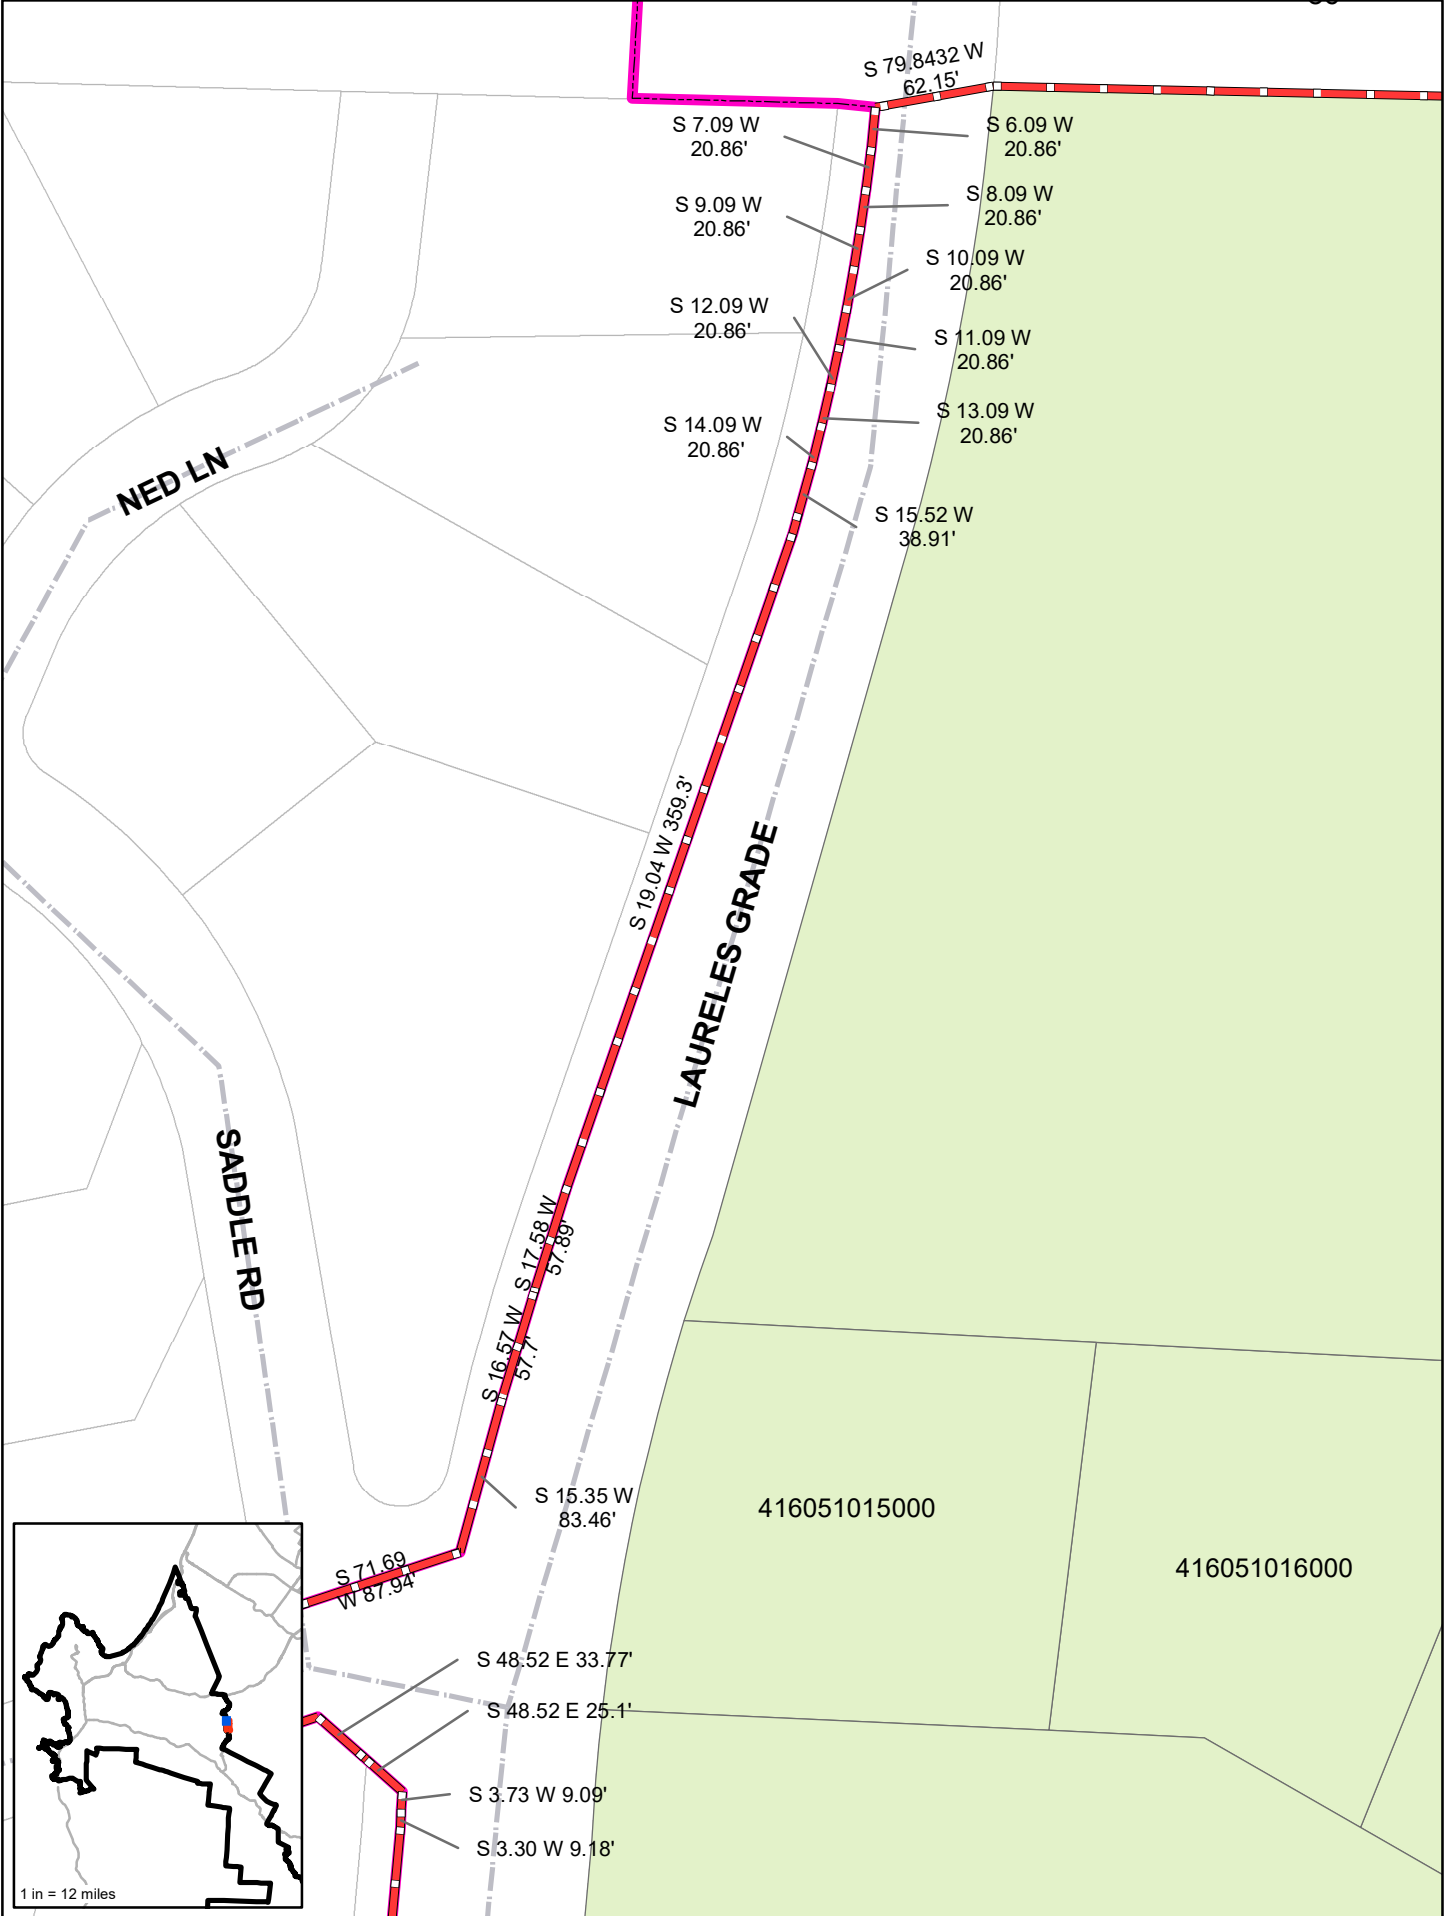 S 79.8432 W
62.15'
S 7.09 W
20.86'
S 6.09 W
20.86'
S 9.09 W
20.86'
S 8.09 W
20.86'
S 10.09 W
20.86'
S 12.09 W
20.86'
S 11.09 W
20.86'
S 14.09 W
20.86'
S 13.09 W
20.86'
NED LN
S 15.52 W
38.91'
S 19.04 W 359.3'
LAURELES GRADE
SADDLE RD
S 17.58 W
57.89'
S 16.57 W
57.7'
S 15.35 W
83.46'
416051015000
416051016000
S 71.69
W 87.94'
S 48.52 E 33.77'
S 48.52 E 25.1'
S 3.73 W 9.09'
S 3.30 W 9.18'
1 in = 12 miles